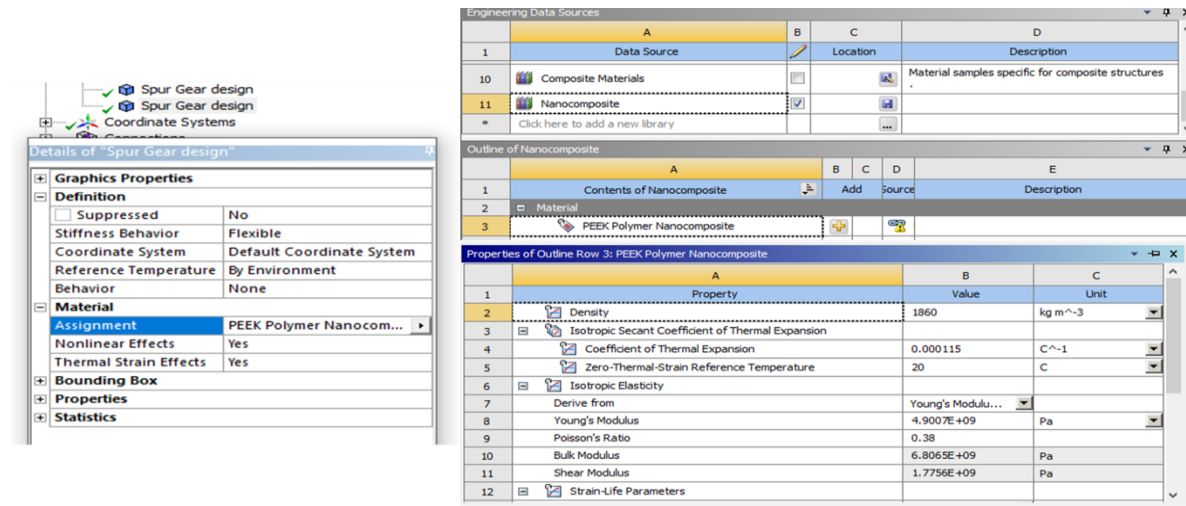 Spur Gear design
Spur Gear design
Coordinate Systems
Connections
Details of "Spur Gear design"
Graphics Properties
Definition
Suppressed No
Stiffness Behavior Flexible
Coordinate System Default Coordinate System
Reference Temperature By Environment
Behavior None
Material
Assignment PEEK Polymer Nanocom...
Nonlinear Effects Yes
Thermal Strain Effects Yes
Bounding Box
Properties
Statistics
Engineering Data Sources
A B C D
1 Data Source Location Description
10 Composite Materials Material samples specific for composite structures
.
11 Nanocomposite
* Click here to add a new library ...
Outline of Nanocomposite
A B C D E
1 Contents of Nanocomposite Add Source Description
2 Material
3 PEEK Polymer Nanocomposite
Properties of Outline Row 3: PEEK Polymer Nanocomposite
A B C
1 Property Value Unit
2 Density 1860 kg m^-3
3 Isotropic Secant Coefficient of Thermal Expansion
4 Coefficient of Thermal Expansion 0.000115 C^-1
5 Zero-Thermal-Strain Reference Temperature 20 C
6 Isotropic Elasticity
7 Derive from Young's Modulu...
8 Young's Modulus 4.9007E+09 Pa
9 Poisson's Ratio 0.38
10 Bulk Modulus 6.8065E+09 Pa
11 Shear Modulus 1.7756E+09 Pa
12 Strain-Life Parameters